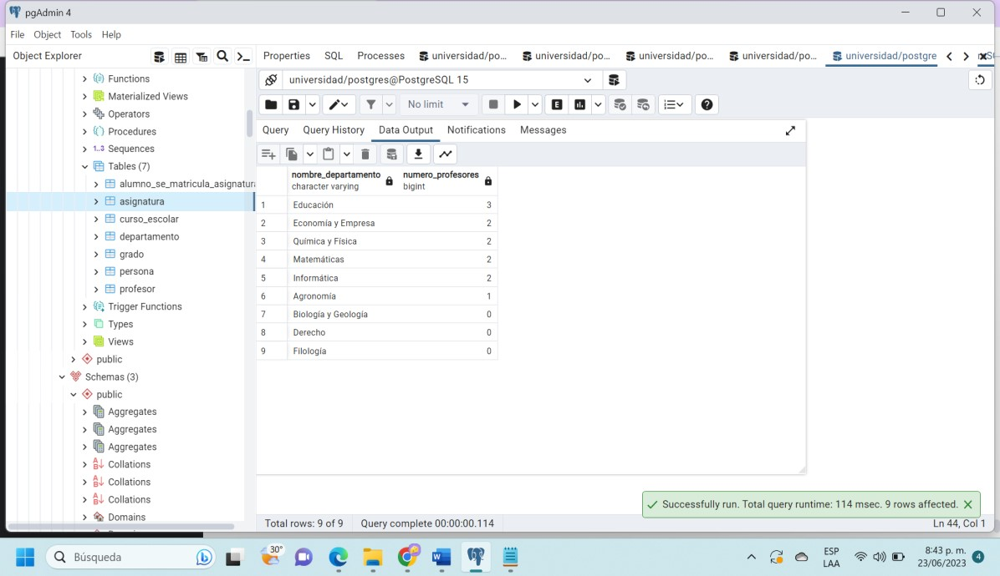 pgAdmin 4
File Object Tools Help
Object Explorer
Properties SQL Processes universidad/po... universidad/po... universidad/po... universidad/po... universidad/postgre
Functions
Materialized Views
Operators
Procedures
1..3 Sequences
Tables (7)
alumno_se_matricula_asignatura
asignatura
curso_escolar
departamento
grado
persona
profesor
Trigger Functions
Types
Views
public
Schemas (3)
public
Aggregates
Aggregates
Aggregates
Collations
Collations
Collations
Domains
universidad/postgres@PostgreSQL 15
No limit
E
Query Query History Data Output Notifications Messages
nombre_departamento numero_profesores
character varying bigint
1 Educación 3
2 Economía y Empresa 2
3 Química y Física 2
4 Matemáticas 2
5 Informática 2
6 Agronomía 1
7 Biología y Geología 0
8 Derecho 0
9 Filología 0
Successfully run. Total query runtime: 114 msec. 9 rows affected.
Total rows: 9 of 9 Query complete 00:00:00.114 Ln 44, Col 1
Búsqueda
30°
ESP
LAA
8:43 p. m.
23/06/2023
4